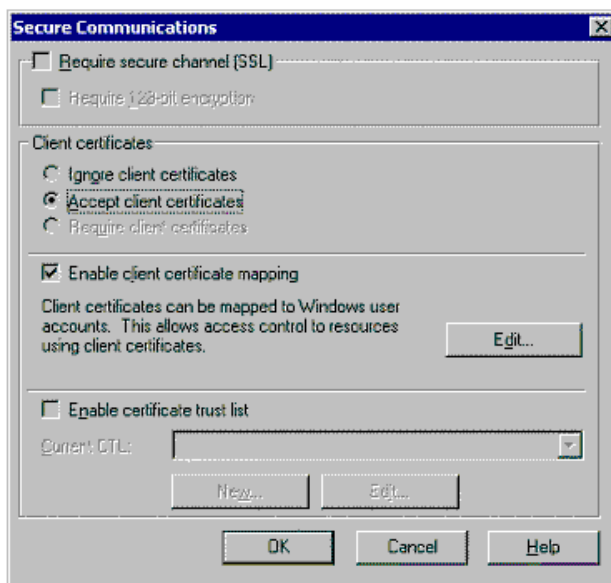 Secure Communications
Require secure channel (SSL)
Require 128-bit encryption
Client certificates
Ignore client certificates
Accept client certificates
Require client certificates
Enable client certificate mapping
Client certificates can be mapped to Windows user
accounts. This allows access control to resources
using client certificates.
Edit...
Enable certificate trust list
Current CTL:
New... Edit...
OK Cancel Help